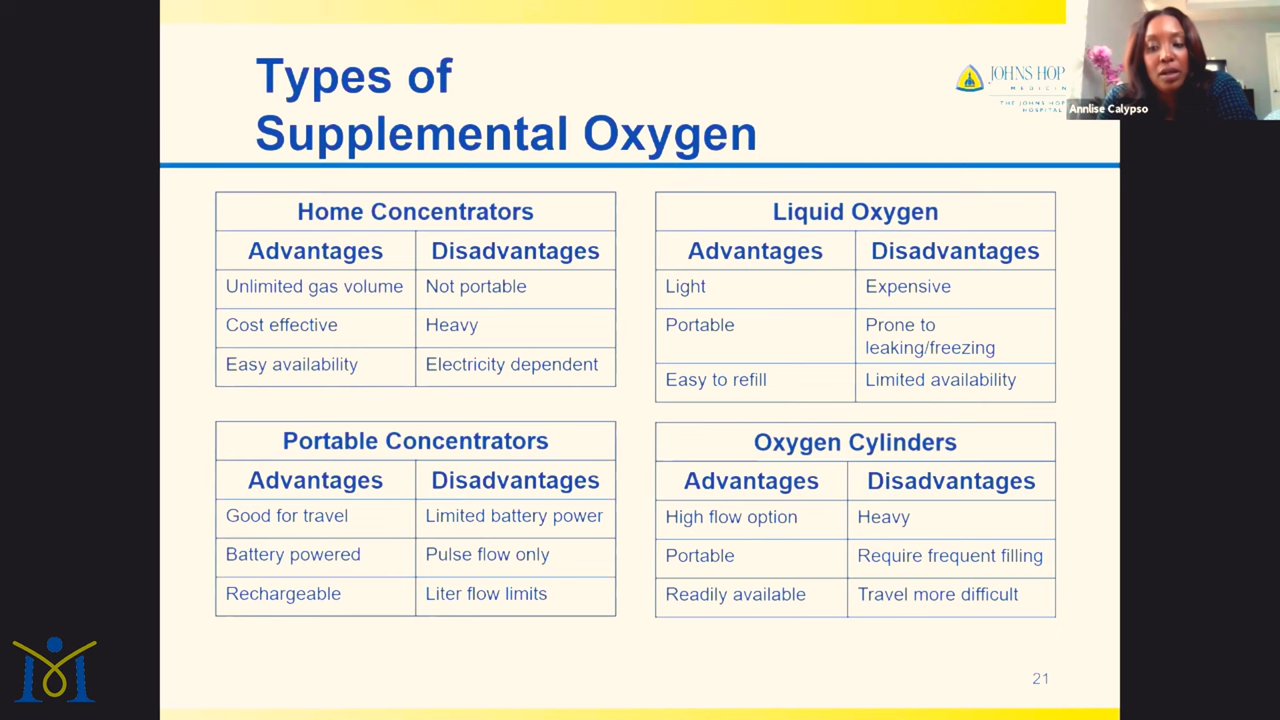 Types of
Supplemental Oxygen
JOHNS HOP
MEDICIN
THE JOHNS HOP
HOSPITAL
Annlise Calypso
Home Concentrators
Advantages Disadvantages
Unlimited gas volume Not portable
Cost effective Heavy
Easy availability Electricity dependent
Liquid Oxygen
Advantages Disadvantages
Light Expensive
Portable Prone to
leaking/freezing
Easy to refill Limited availability
Portable Concentrators
Advantages Disadvantages
Good for travel Limited battery power
Battery powered Pulse flow only
Rechargeable Liter flow limits
Oxygen Cylinders
Advantages Disadvantages
High flow option Heavy
Portable Require frequent filling
Readily available Travel more difficult
21